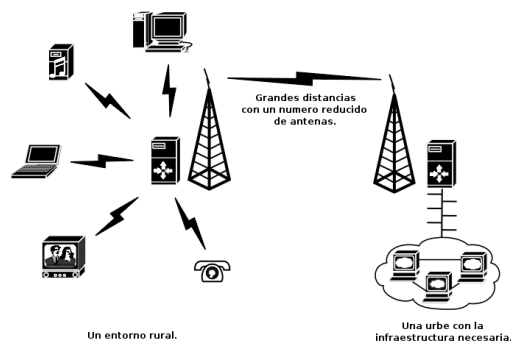 Grandes distancias
con un numero reducido
de antenas.
Un entorno rural.
Una urbe con la
infraestructura necesaria.